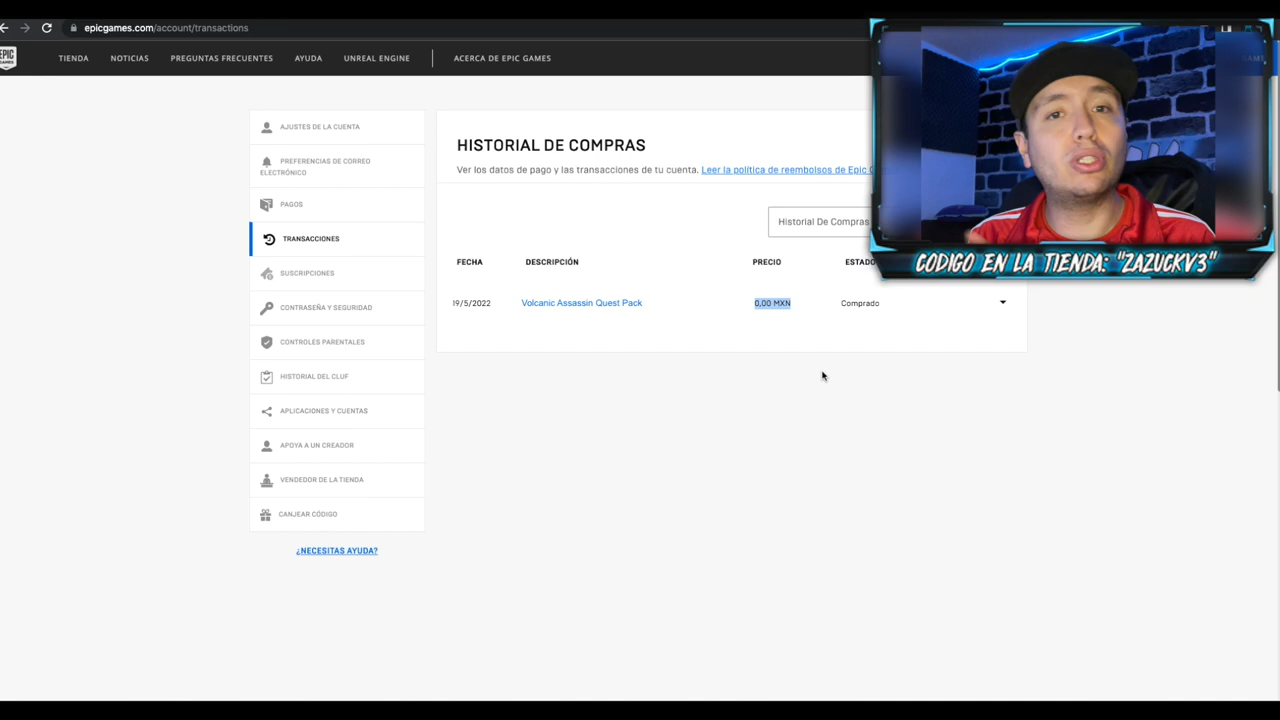 epicgames.com/account/transactions
EPIC GAMES
TIENDA
NOTICIAS
PREGUNTAS FRECUENTES
AYUDA
UNREAL ENGINE
ACERCA DE EPIC GAMES
AJUSTES DE LA CUENTA
PREFERENCIAS DE CORREO
ELECTRÓNICO
PAGOS
TRANSACCIONES
SUSCRIPCIONES
CONTRASEÑA Y SEGURIDAD
CONTROLES PARENTALES
HISTORIAL DEL CLUF
APLICACIONES Y CUENTAS
APOYA A UN CREADOR
VENDEDOR DE LA TIENDA
CANJEAR CÓDIGO
¿NECESITAS AYUDA?
HISTORIAL DE COMPRAS
Ver los datos de pago y las transacciones de tu cuenta. Leer la política de reembolsos de Epic
Historial De Compras
FECHA DESCRIPCIÓN PRECIO ESTADO
19/5/2022 Volcanic Assassin Quest Pack 0,00 MXN Comprado
CODIGO EN LA TIENDA: "ZAZUCKV3"